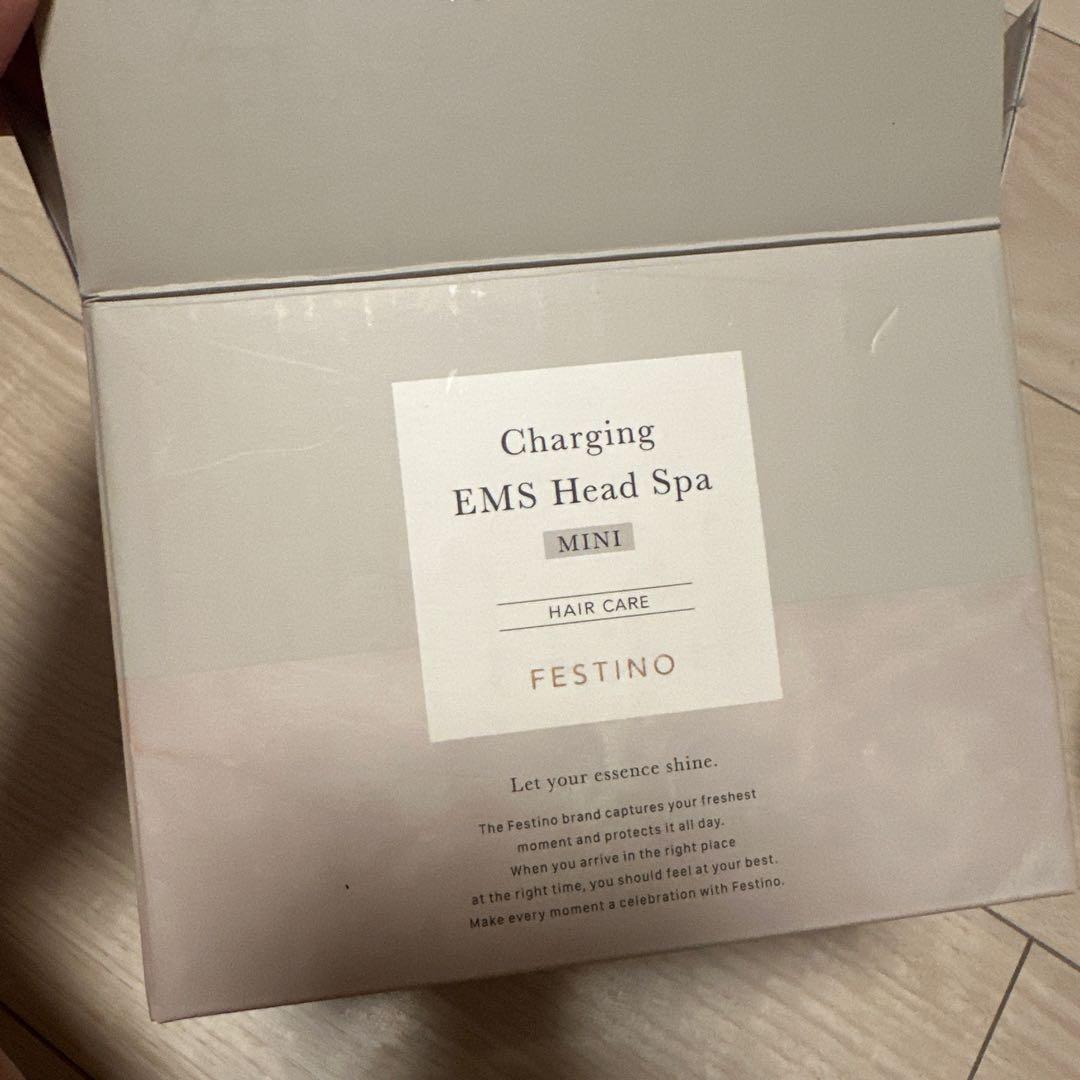 Charging
EMS Head Spa
MINI
HAIR CARE
FESTINO
Let your essence shine.
The Festino brand captures your freshest
moment and protects it all day.
When you arrive in the right place
at the right time, you should feel at your best.
Make every moment a celebration with Festino.